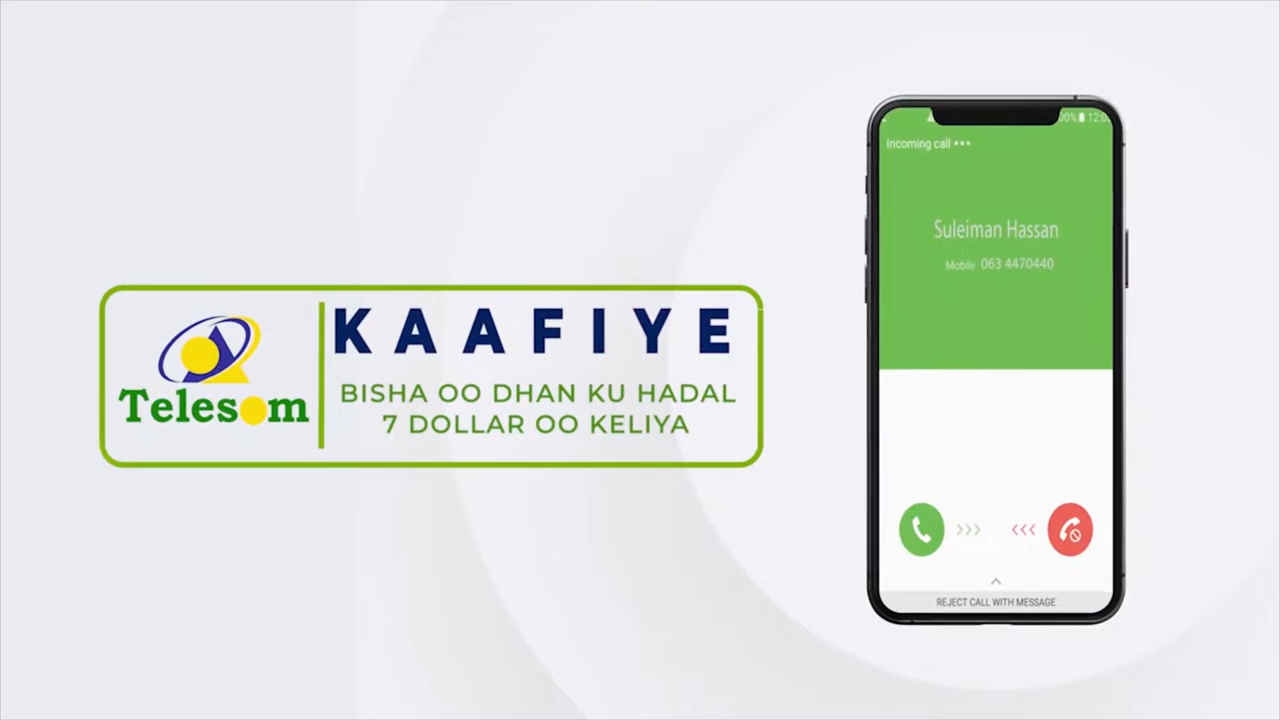 Telesom
KAAFIYE
BISHA OO DHAN KU HADAL
7 DOLLAR OO KELIYA
Incoming call •••
Suleiman Hassan
Mobile 063 4470440
REJECT CALL WITH MESSAGE